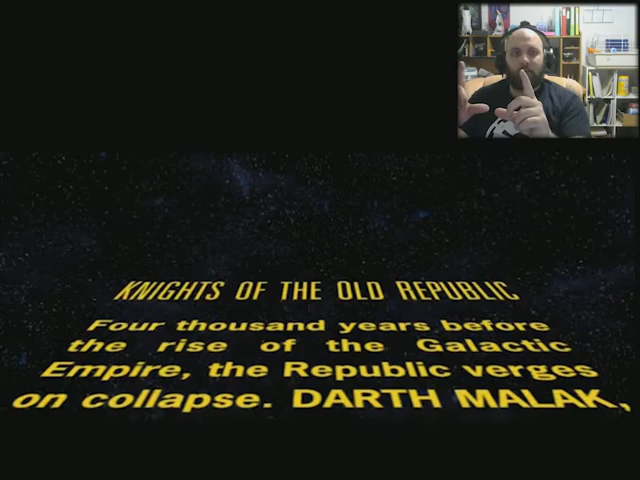 KNIGHTS OF THE OLD REPUBLIC
Four thousand years before
the rise of the Galactic
Empire, the Republic verges
on collapse. DARTH MALAK,